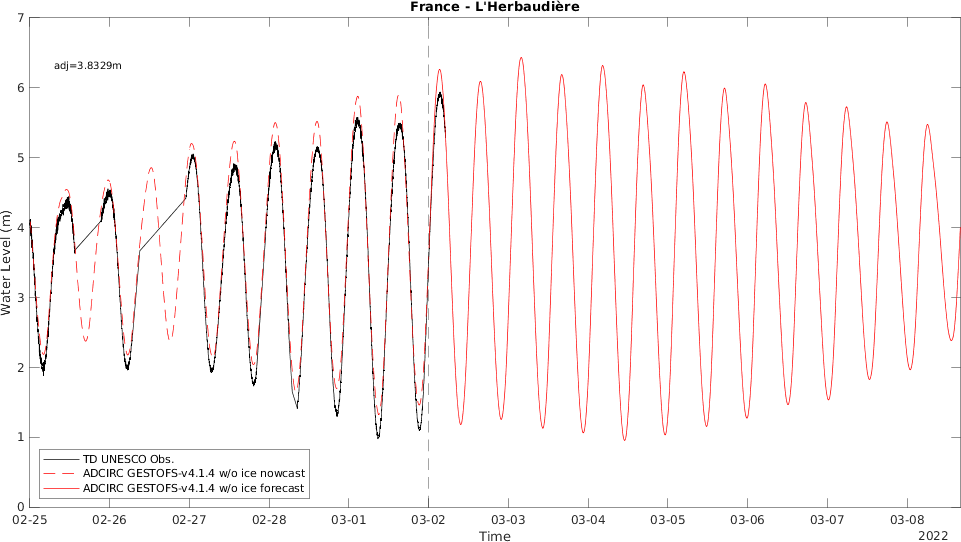 France - L'Herbaudière
7
adj=3.8329m
6
5
4
Water Level (m)
3
2
1
TD UNESCO Obs.
ADCIRC GESTOFS-v4.1.4 w/o ice nowcast
ADCIRC GESTOFS-v4.1.4 w/o ice forecast
0
02-25 02-26 02-27 02-28 03-01 03-02 03-03 03-04 03-05 03-06 03-07 03-08
Time
2022